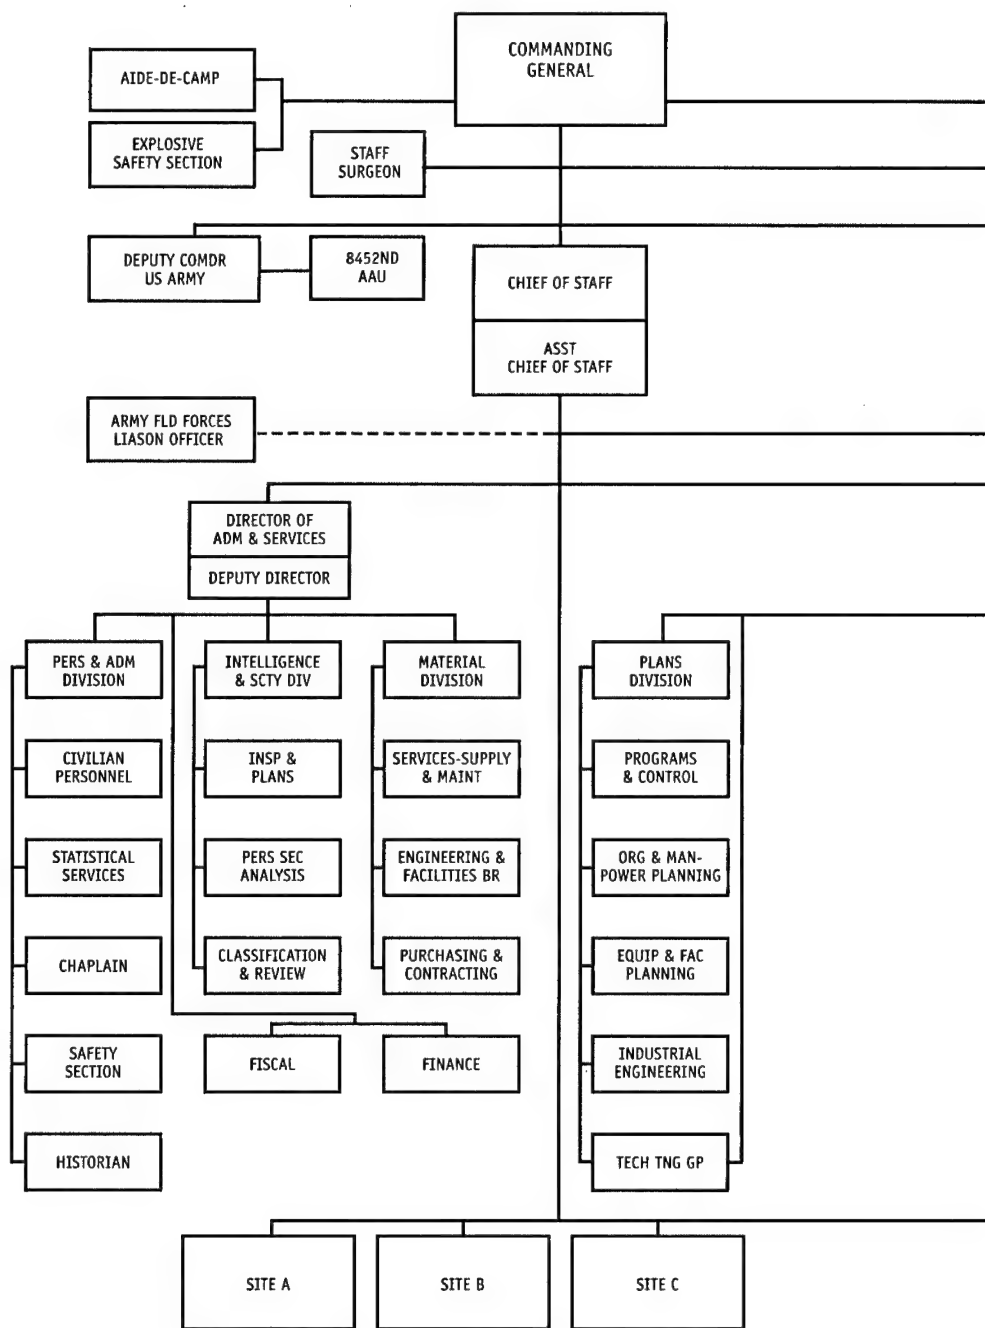 COMMANDING
GENERAL
AIDE-DE-CAMP
EXPLOSIVE
SAFETY SECTION
STAFF
SURGEON
DEPUTY COMDR
US ARMY
8452ND
AAU
CHIEF OF STAFF
ASST
CHIEF OF STAFF
ARMY FLD FORCES
LIASON OFFICER
DIRECTOR OF
ADM & SERVICES
DEPUTY DIRECTOR
PERS & ADM
DIVISION
CIVILIAN
PERSONNEL
STATISTICAL
SERVICES
CHAPLAIN
SAFETY
SECTION
HISTORIAN
INTELLIGENCE
& SCTY DIV
INSP &
PLANS
PERS SEC
ANALYSIS
CLASSIFICATION
& REVIEW
MATERIAL
DIVISION
SERVICES-SUPPLY
& MAINT
ENGINEERING &
FACILITIES BR
PURCHASING &
CONTRACTING
FISCAL
FINANCE
PLANS
DIVISION
PROGRAMS
& CONTROL
ORG & MAN-
POWER PLANNING
EQUIP & FAC
PLANNING
INDUSTRIAL
ENGINEERING
TECH TNG GP
SITE A
SITE B
SITE C